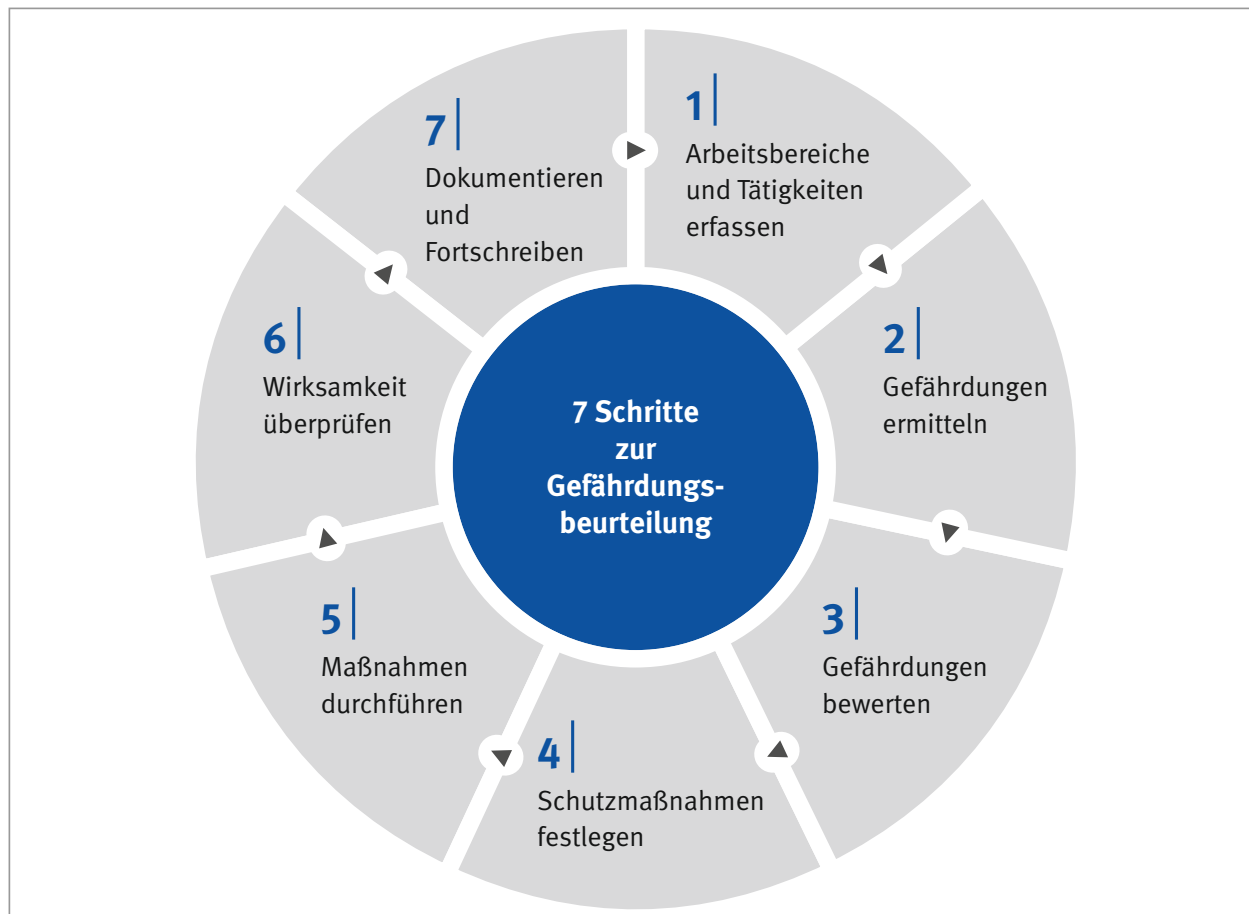 1
Arbeitsbereiche
und Tätigkeiten
erfassen
2
Gefährdungen
ermitteln
3
Gefährdungen
bewerten
4
Schutzmaßnahmen
festlegen
5
Maßnahmen
durchführen
6
Wirksamkeit
überprüfen
7
Dokumentieren
und
Fortschreiben
7 Schritte
zur
Gefährdungs-
beurteilung